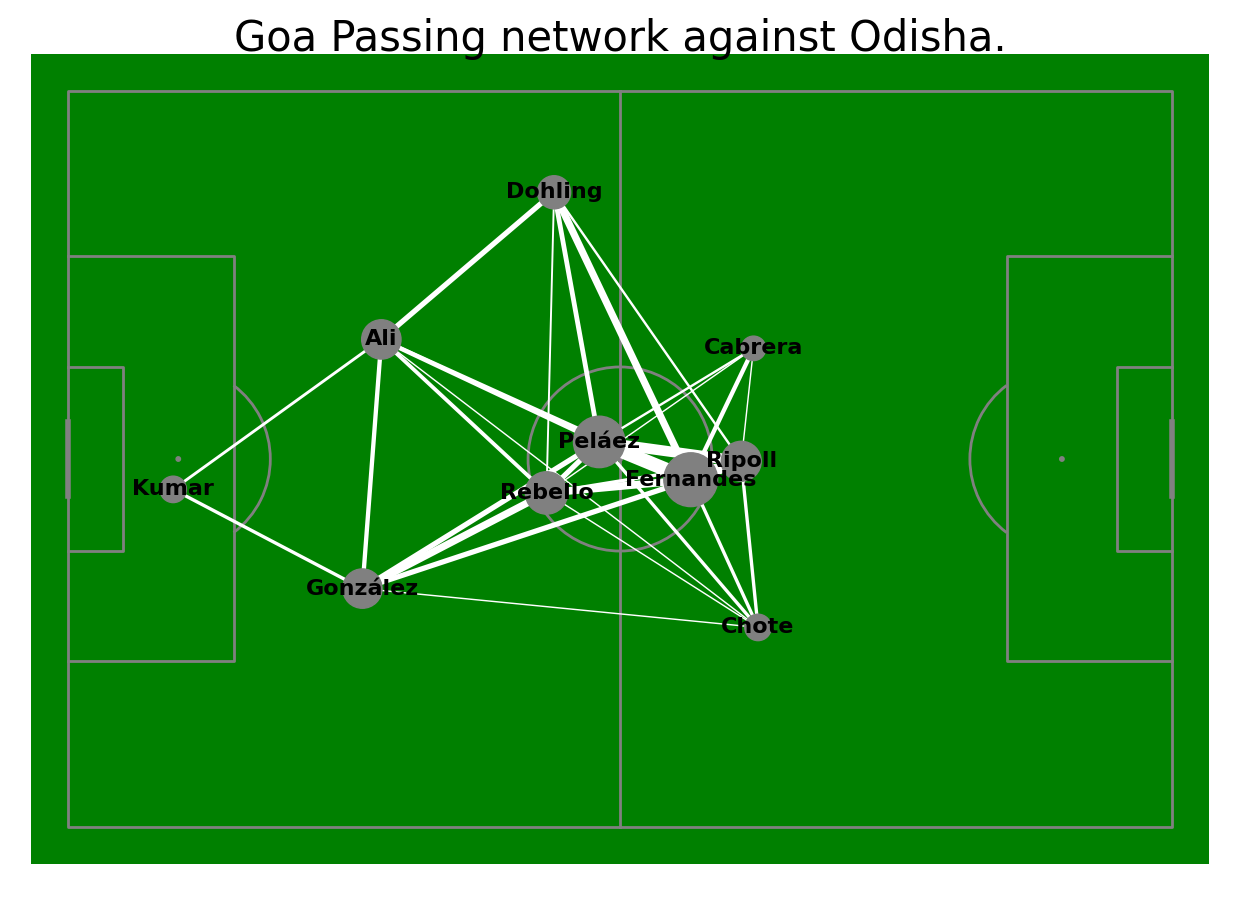 Goa Passing network against Odisha.
Dohling
Ali
Cabrera
Peláez
Ripoll
Fernandes
Kumar
Rebello
González
Chote